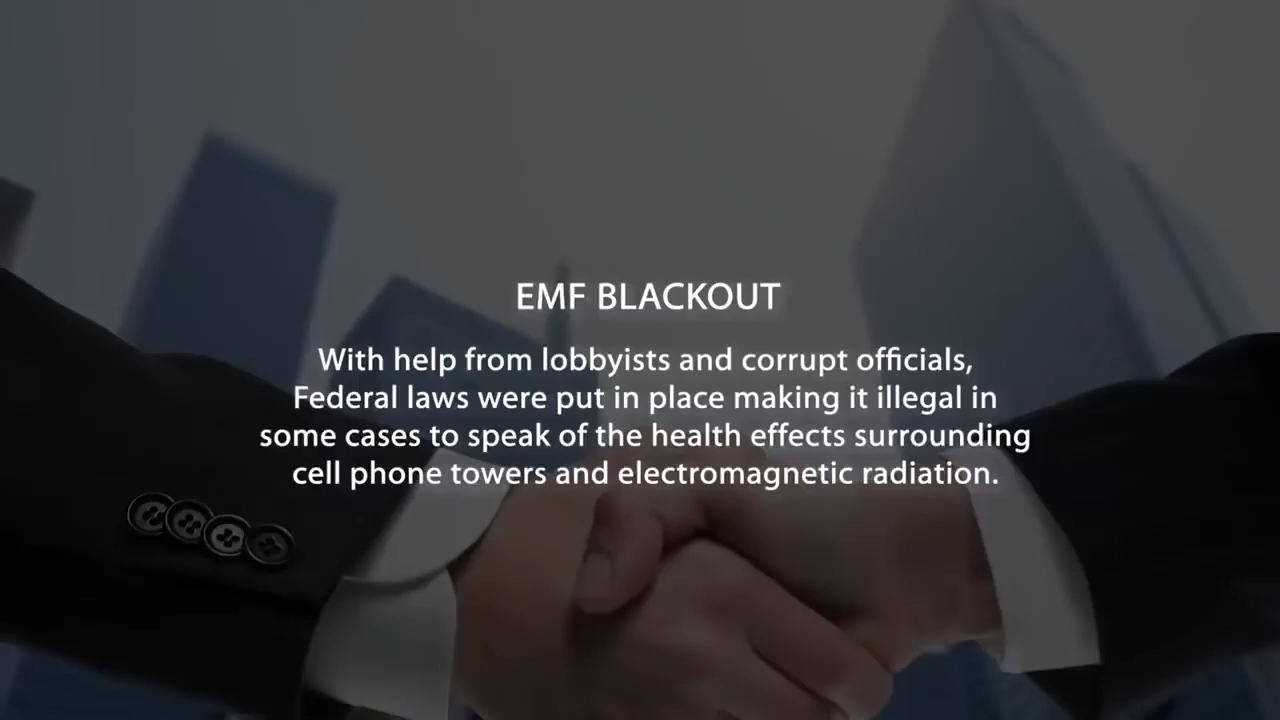 EMF BLACKOUT
With help from lobbyists and corrupt officials,
Federal laws were put in place making it illegal in
some cases to speak of the health effects surrounding
cell phone towers and electromagnetic radiation.